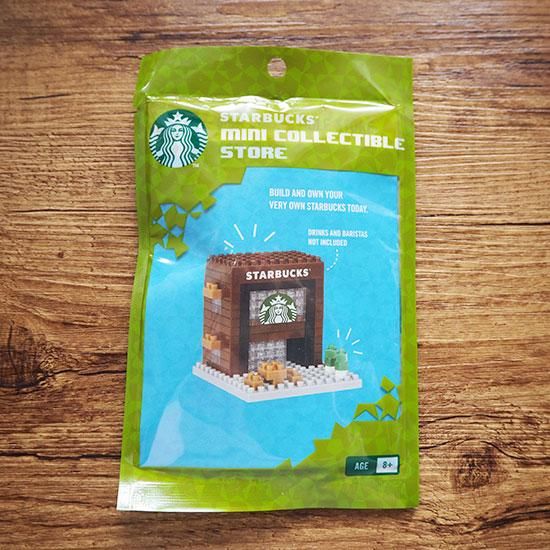 STARBUCKS™
MINI COLLECTIBLE
STORE
BUILD AND OWN YOUR
VERY OWN STARBUCKS TODAY.
DRINKS AND BARISTAS
NOT INCLUDED
STARBUCKS®
AGE 8+